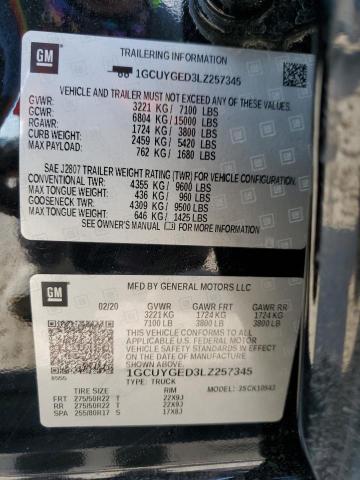 GM
TRAILERING INFORMATION
1GCUYGED3LZ257345
VEHICLE AND TRAILER MUST NOT EXCEED ANY OF THESE:
GVWR: 3221 KG / 7100 LBS
GCWR: 6804 KG / 15000 LBS
RGAWR: 1724 KG / 3800 LBS
CURB WEIGHT: 2459 KG / 5420 LBS
MAX PAYLOAD: 762 KG / 1680 LBS
SAE J2807 TRAILER WEIGHT RATING (TWR) FOR VEHICLE CONFIGURATION.
CONVENTIONAL TWR: 4355 KG / 9600 LBS
MAX TONGUE WEIGHT: 436 KG / 960 LBS
GOOSENECK TWR: 4309 KG / 9500 LBS
MAX TONGUE WEIGHT: 646 KG / 1425 LBS
SEE OWNER'S MANUAL
GM
MFD BY GENERAL MOTORS LLC
02/20 GVWR GAWR FRT GAWR RR
3221 KG 1724 KG 1724 KG
7100 LB 3800 LB 3800 LB
THIS VEHICLE CONFORMS TO ALL
APPLICABLE U.S. FEDERAL MOTOR
VEHICLE SAFETY STANDARDS IN
EFFECT ON THE DATE OF MANUFACTURE
SHOWN ABOVE.
1GCUYGED3LZ257345
TYPE: TRUCK
TIRE SIZE RIM
FRT 275/50R22 T 22X9J
RR 275/50R22 T 22X9J
SPA 255/80R17 S 17X8J